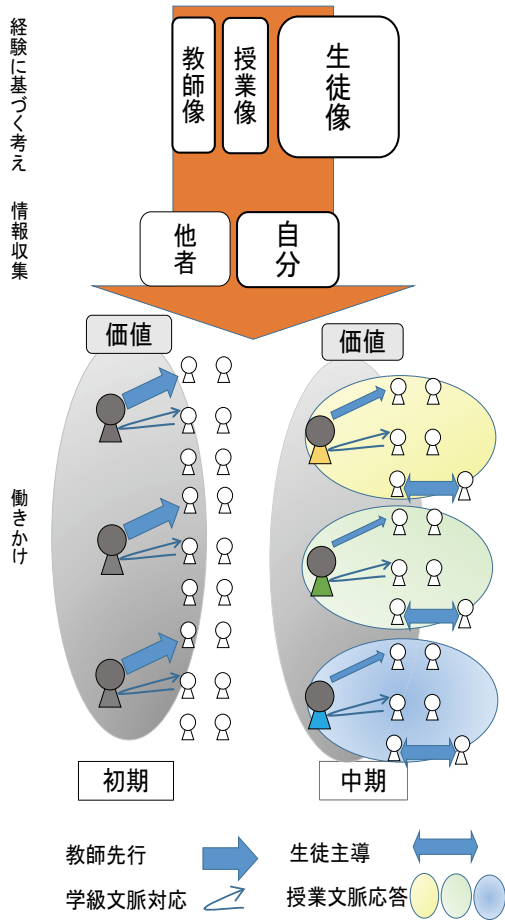 経験に基づく考え
教師像
授業像
生徒像
情報収集
他者
自分
価値
価値
働きかけ
初期
中期
教師先行
生徒主導
学級文脈対応
授業文脈応答